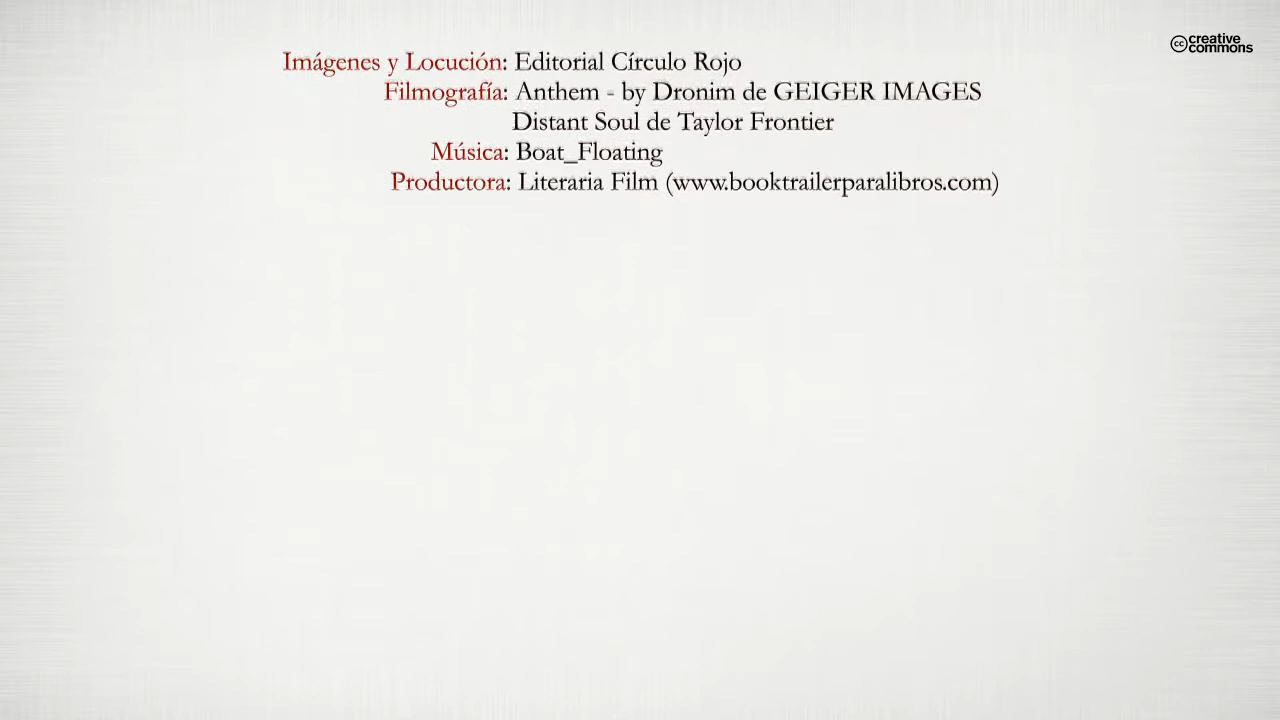 creative
commons
Imágenes y Locución: Editorial Círculo Rojo
Filmografía: Anthem - by Dronim de GEIGER IMAGES
Distant Soul de Taylor Frontier
Música: Boat_Floating
Productora: Literaria Film (www.booktrailerparalibros.com)